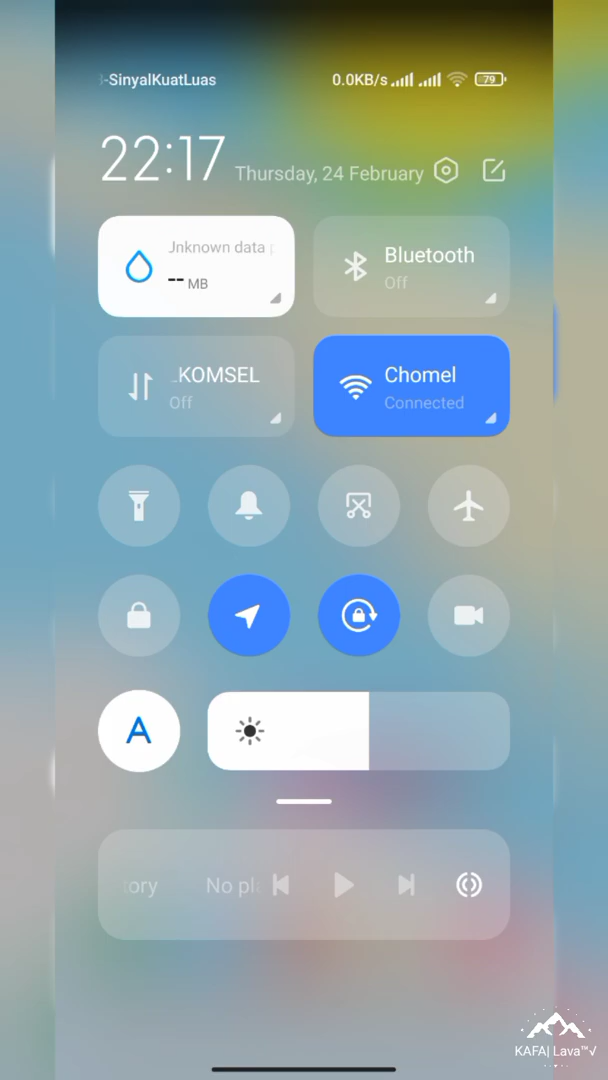 -SinyalKuatLuas
0.0KB/s
79
22:17
Thursday, 24 February
Jnknown data
-- MB
Bluetooth
Off
KOMSEL
Off
Chomel
Connected
A
tory
No pl
KAFA| Lava™√